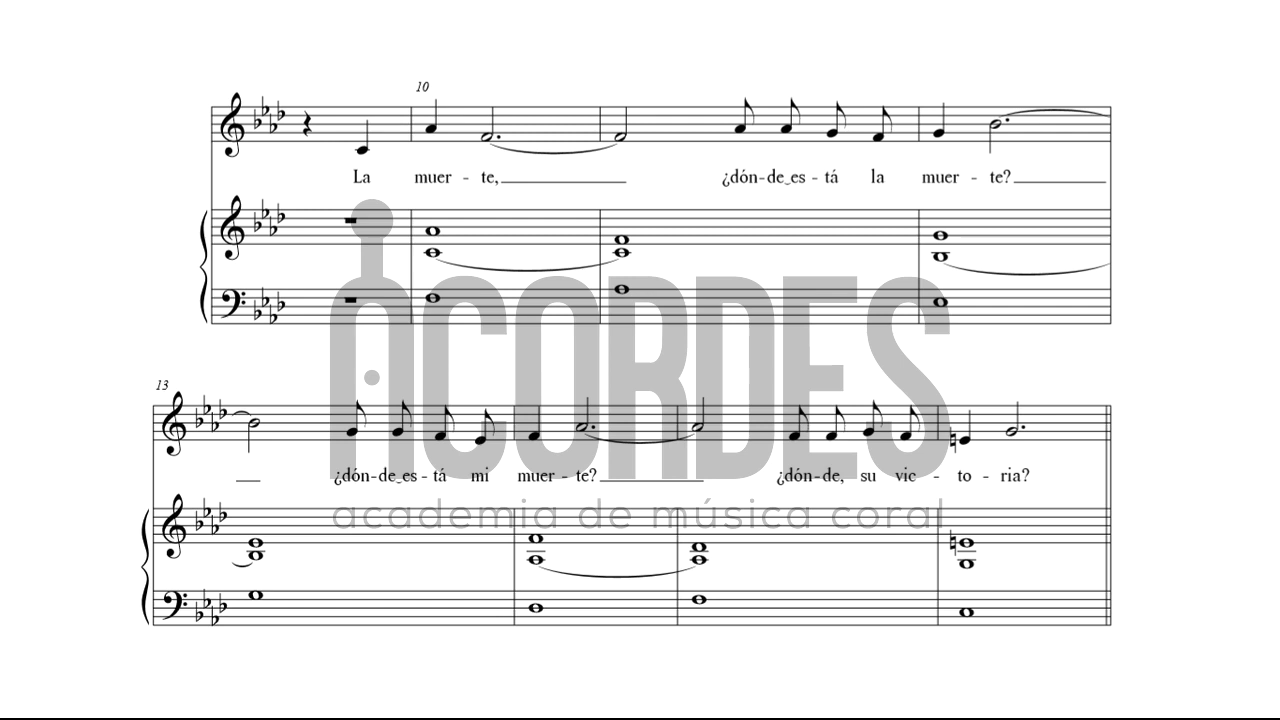 10
La muer - te, ¿dón-de_es - tá la muer - te?
ACORDES
13
¿dón-de_es - tá mi muer - te? ¿dón-de, su vic - to - ria?
academia de música coral